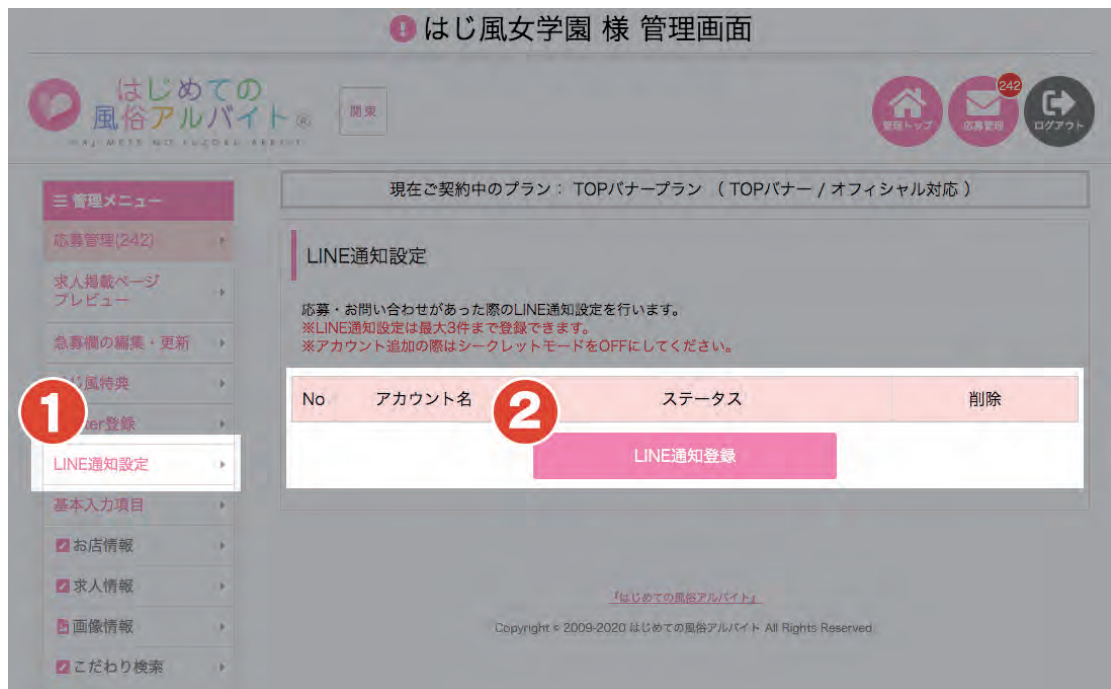 はじ風女学園 様 管理画面
はじめての
風俗アルバイト
関東
管理トップ
242
応募管理
ログアウト
管理メニュー
応募管理(242)
求人掲載ページ
プレビュー
急募欄の編集・更新
風特典
ter登録
LINE通知設定
基本入力項目
お店情報
求人情報
画像情報
こだわり検索
1
現在ご契約中のプラン： TOPバナープラン （ TOPバナー / オフィシャル対応 ）
LINE通知設定
応募・お問い合わせがあった際のLINE通知設定を行います。
※LINE通知設定は最大3件まで登録できます。
※アカウント追加の際はシークレットモードをOFFにしてください。
No アカウント名 ステータス 削除
2
LINE通知登録
『はじめての風俗アルバイト』
Copyright © 2009-2020 はじめての風俗アルバイト All Rights Reserved